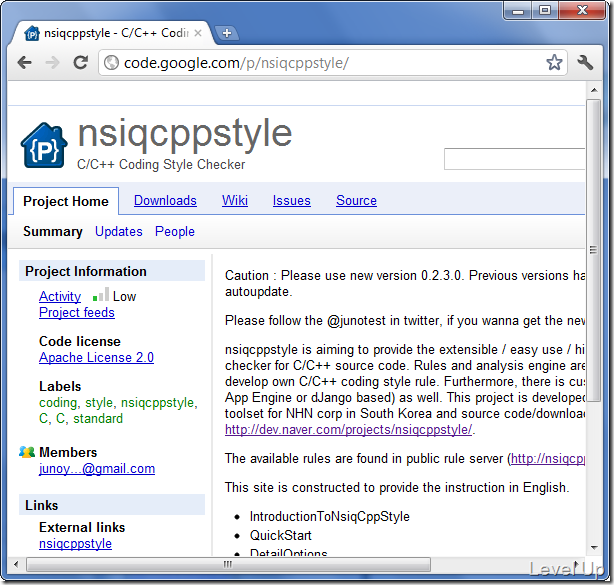 nsiqcppstyle - C/C++ Codin
code.google.com/p/nsiqcppstyle/
{P}
nsiqcppstyle
C/C++ Coding Style Checker
Project Home Downloads Wiki Issues Source
Summary Updates People
Project Information
Activity Low
Project feeds
Code license
Apache License 2.0
Labels
coding, style, nsiqcppstyle,
C, C, standard
Members
junoy...@gmail.com
Links
External links
nsiqcppstyle
Caution : Please use new version 0.2.3.0. Previous versions ha
autoupdate.
Please follow the @junotest in twitter, if you wanna get the new
nsiqcppstyle is aiming to provide the extensible / easy use / hi
checker for C/C++ source code. Rules and analysis engine are
develop own C/C++ coding style rule. Furthermore, there is cus
App Engine or dJango based) as well. This project is developed
toolset for NHN corp in South Korea and source code/download
http://dev.naver.com/projects/nsiqcppstyle/.
The available rules are found in public rule server (http://nsiqcpp
This site is constructed to provide the instruction in English.
IntroductionToNsiqCppStyle
QuickStart
DetailOptions
Level Up